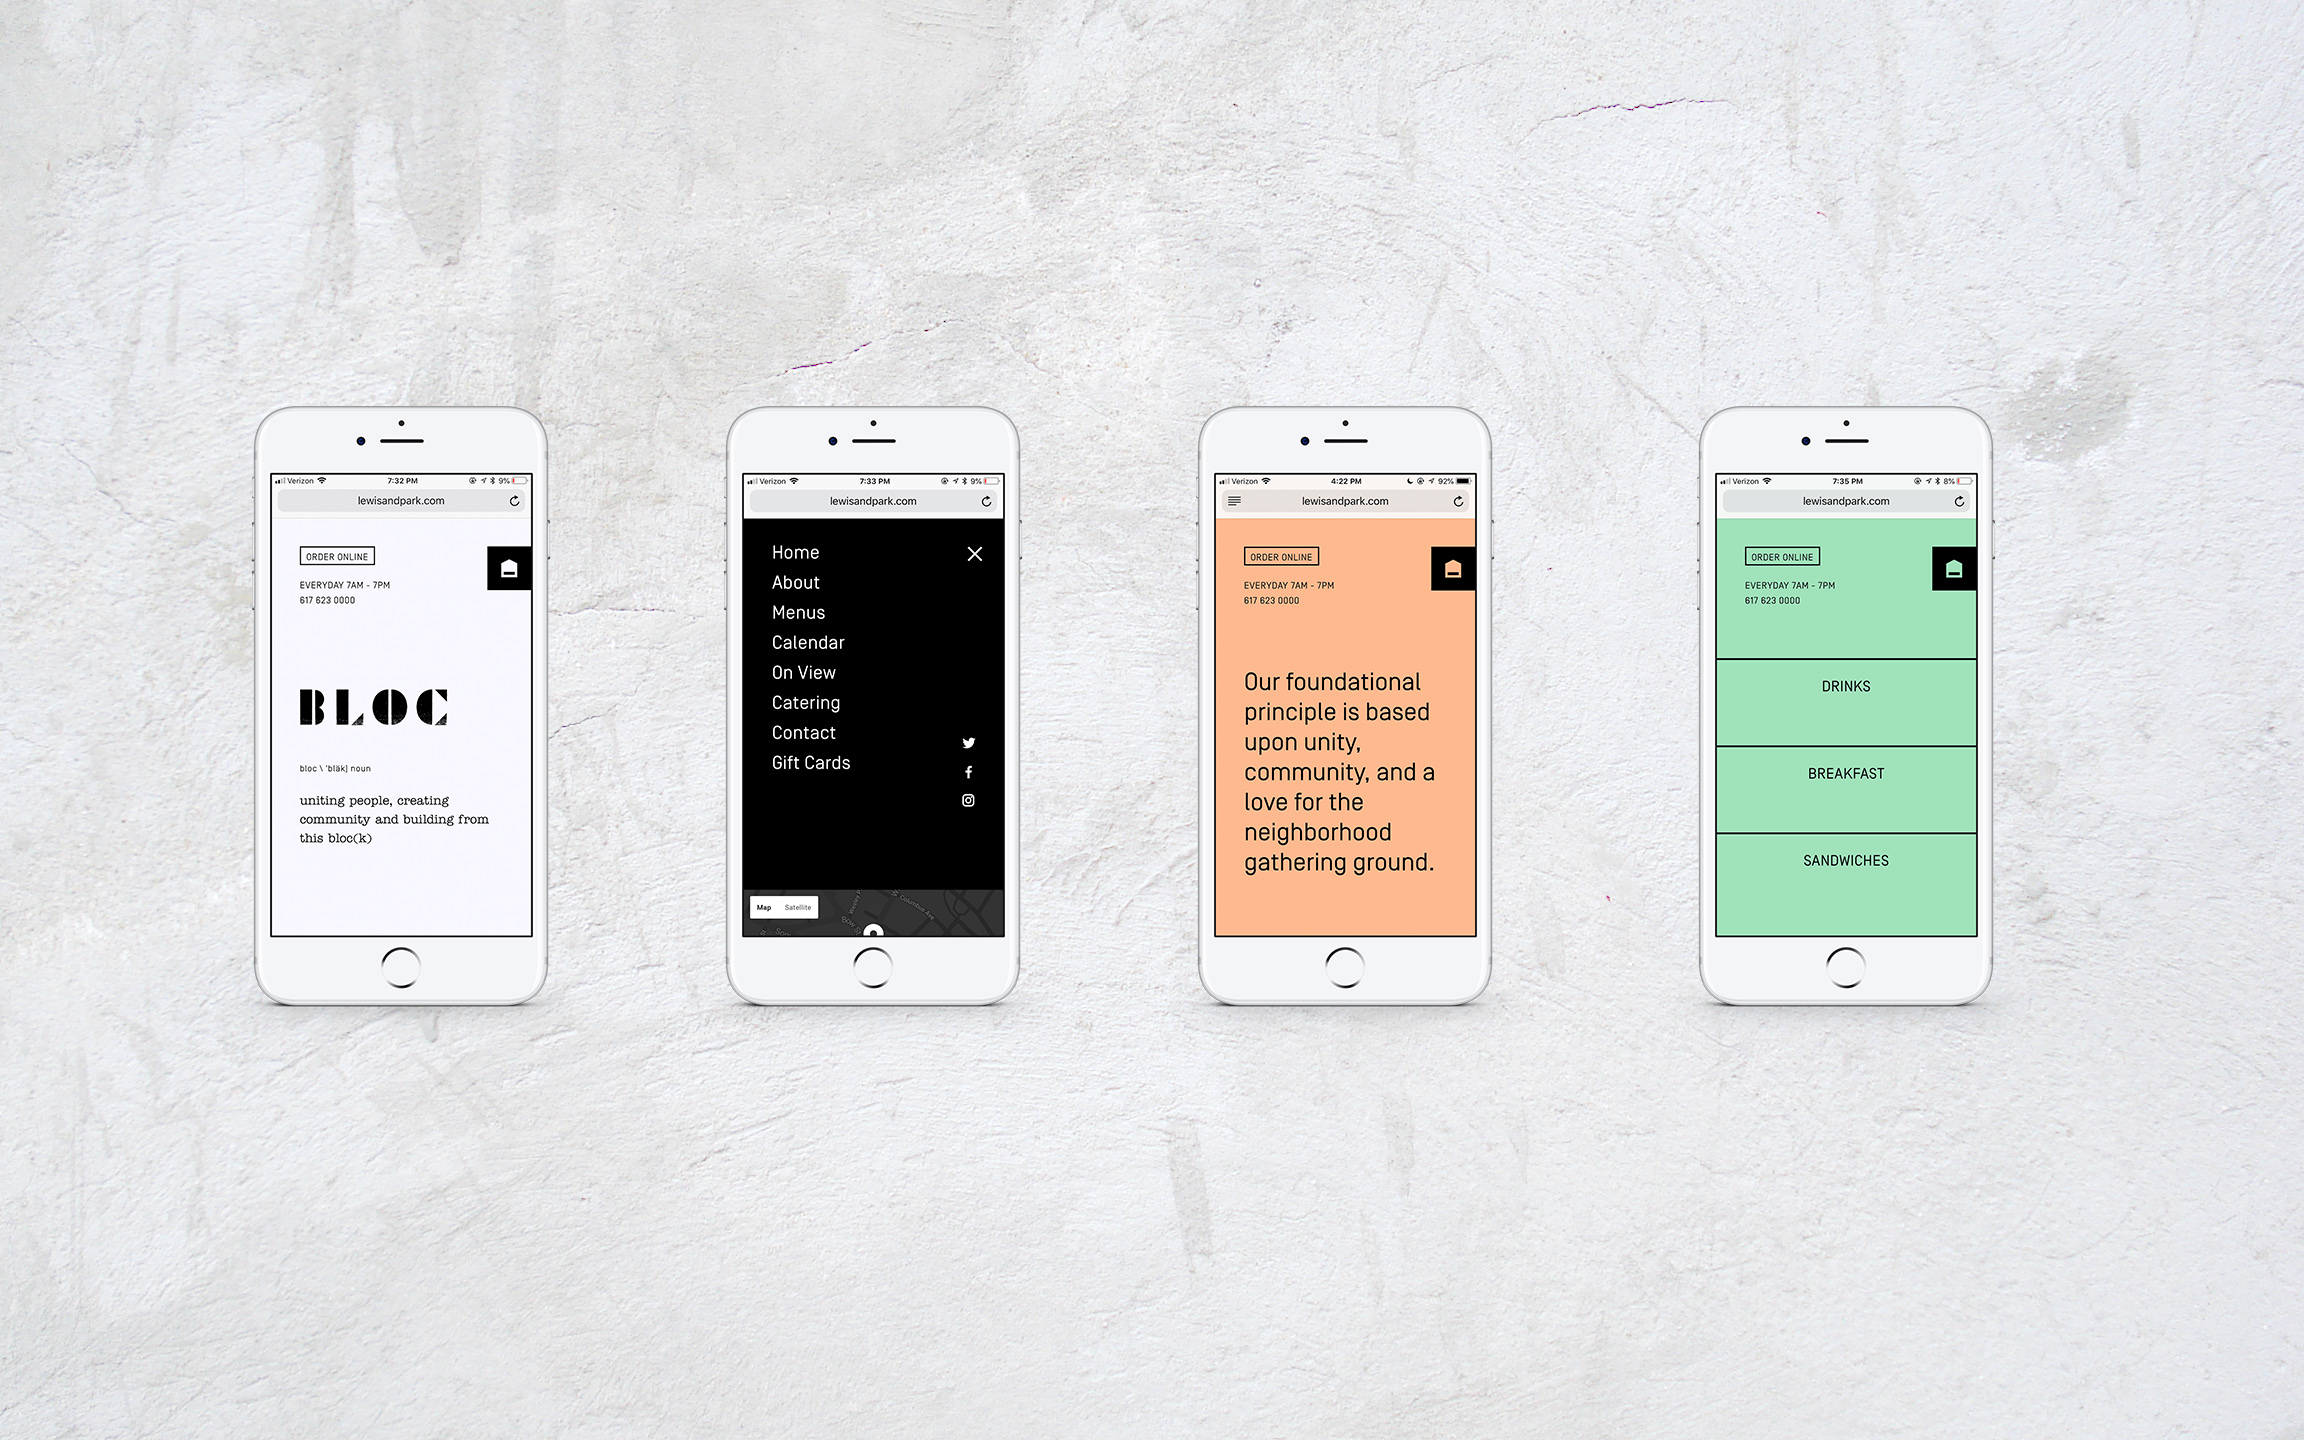 Verizon 7:32 PM 9%
lewisandpark.com
ORDER ONLINE
EVERYDAY 7AM - 7PM
617 623 0000
BLOC
bloc \ 'bläk| noun
uniting people, creating
community and building from
this bloc(k)
Verizon 7:33 PM 9%
lewisandpark.com
Home
About
Menus
Calendar
On View
Catering
Contact
Gift Cards
Map Satellite
Columbus Ave
Verizon 4:22 PM 92%
lewisandpark.com
ORDER ONLINE
EVERYDAY 7AM - 7PM
617 623 0000
Our foundational
principle is based
upon unity,
community, and a
love for the
neighborhood
gathering ground.
Verizon 7:35 PM 8%
lewisandpark.com
ORDER ONLINE
EVERYDAY 7AM - 7PM
617 623 0000
DRINKS
BREAKFAST
SANDWICHES